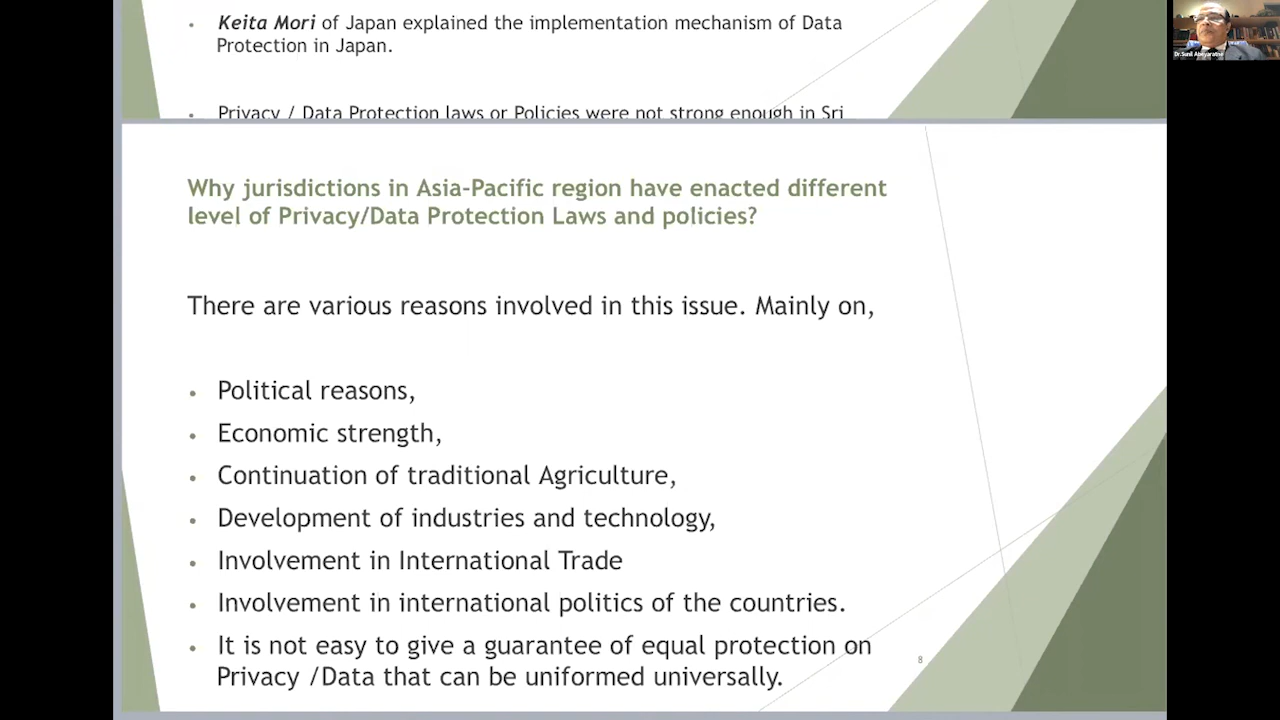 Keita Mori of Japan explained the implementation mechanism of Data
Protection in Japan.
Privacy / Data Protection laws or Policies were not strong enough in Sri
Dr.Sunil Abeyaratne
Why jurisdictions in Asia-Pacific region have enacted different
level of Privacy/Data Protection Laws and policies?
There are various reasons involved in this issue. Mainly on,
• Political reasons,
• Economic strength,
• Continuation of traditional Agriculture,
• Development of industries and technology,
• Involvement in International Trade
• Involvement in international politics of the countries.
• It is not easy to give a guarantee of equal protection on
Privacy /Data that can be uniformed universally.
8